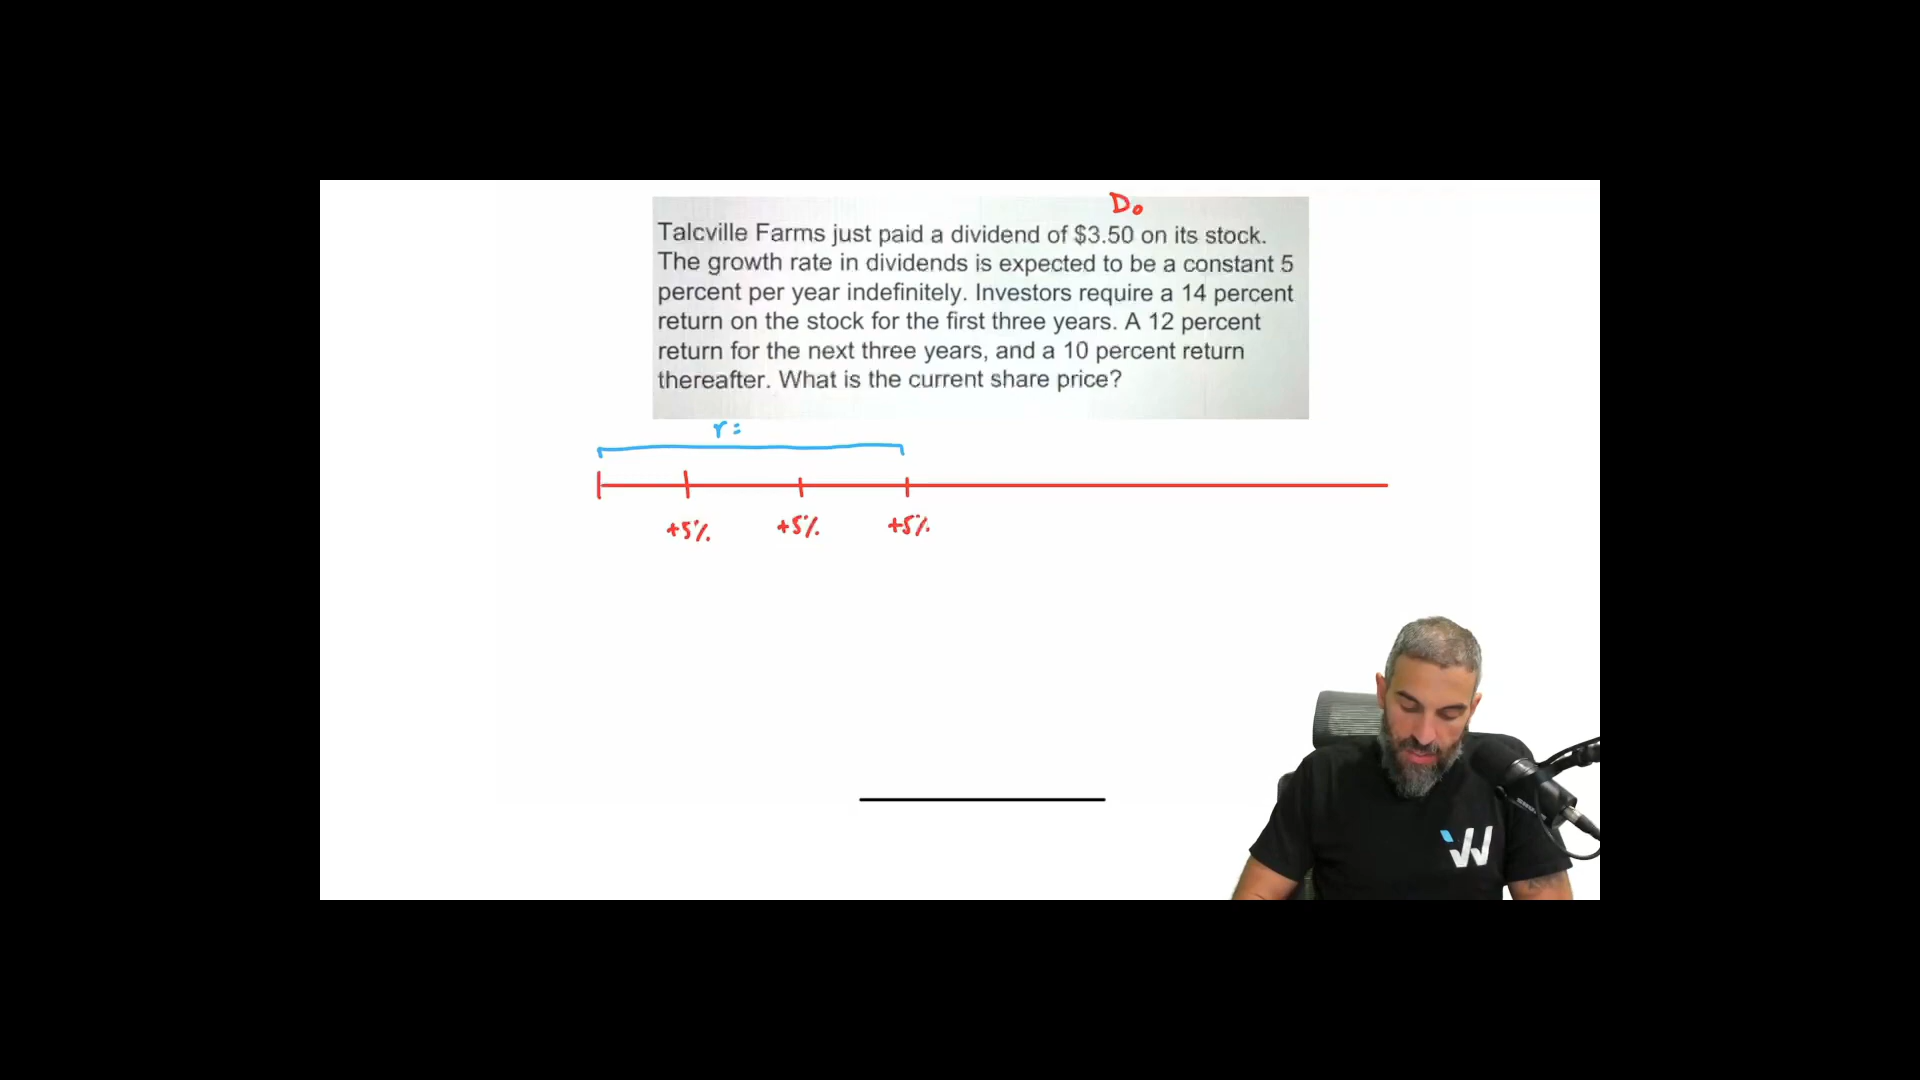 D₀
Talcville Farms just paid a dividend of $3.50 on its stock.
The growth rate in dividends is expected to be a constant 5
percent per year indefinitely. Investors require a 14 percent
return on the stock for the first three years. A 12 percent
return for the next three years, and a 10 percent return
thereafter. What is the current share price?
r =
+5% +5% +5%
W